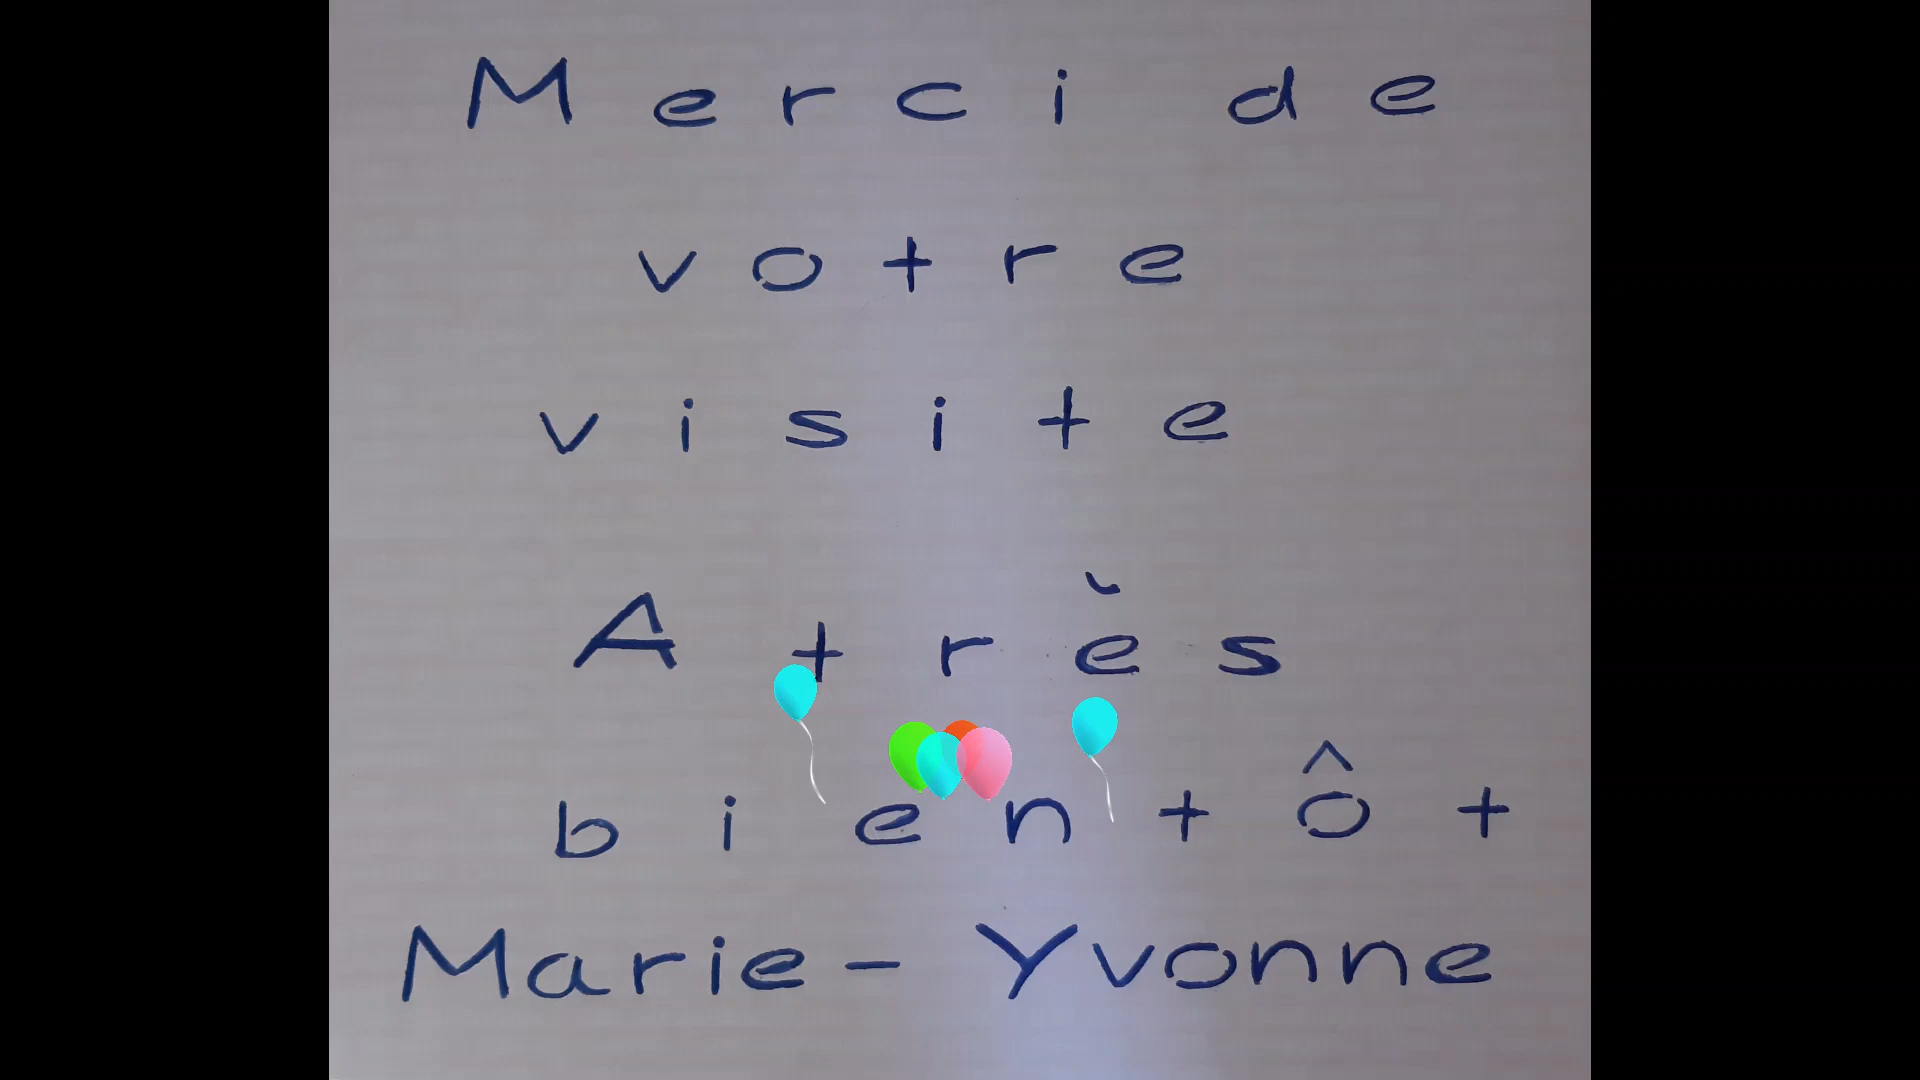 Merci de
votre
visite
A très
bientôt
Marie-Yvonne